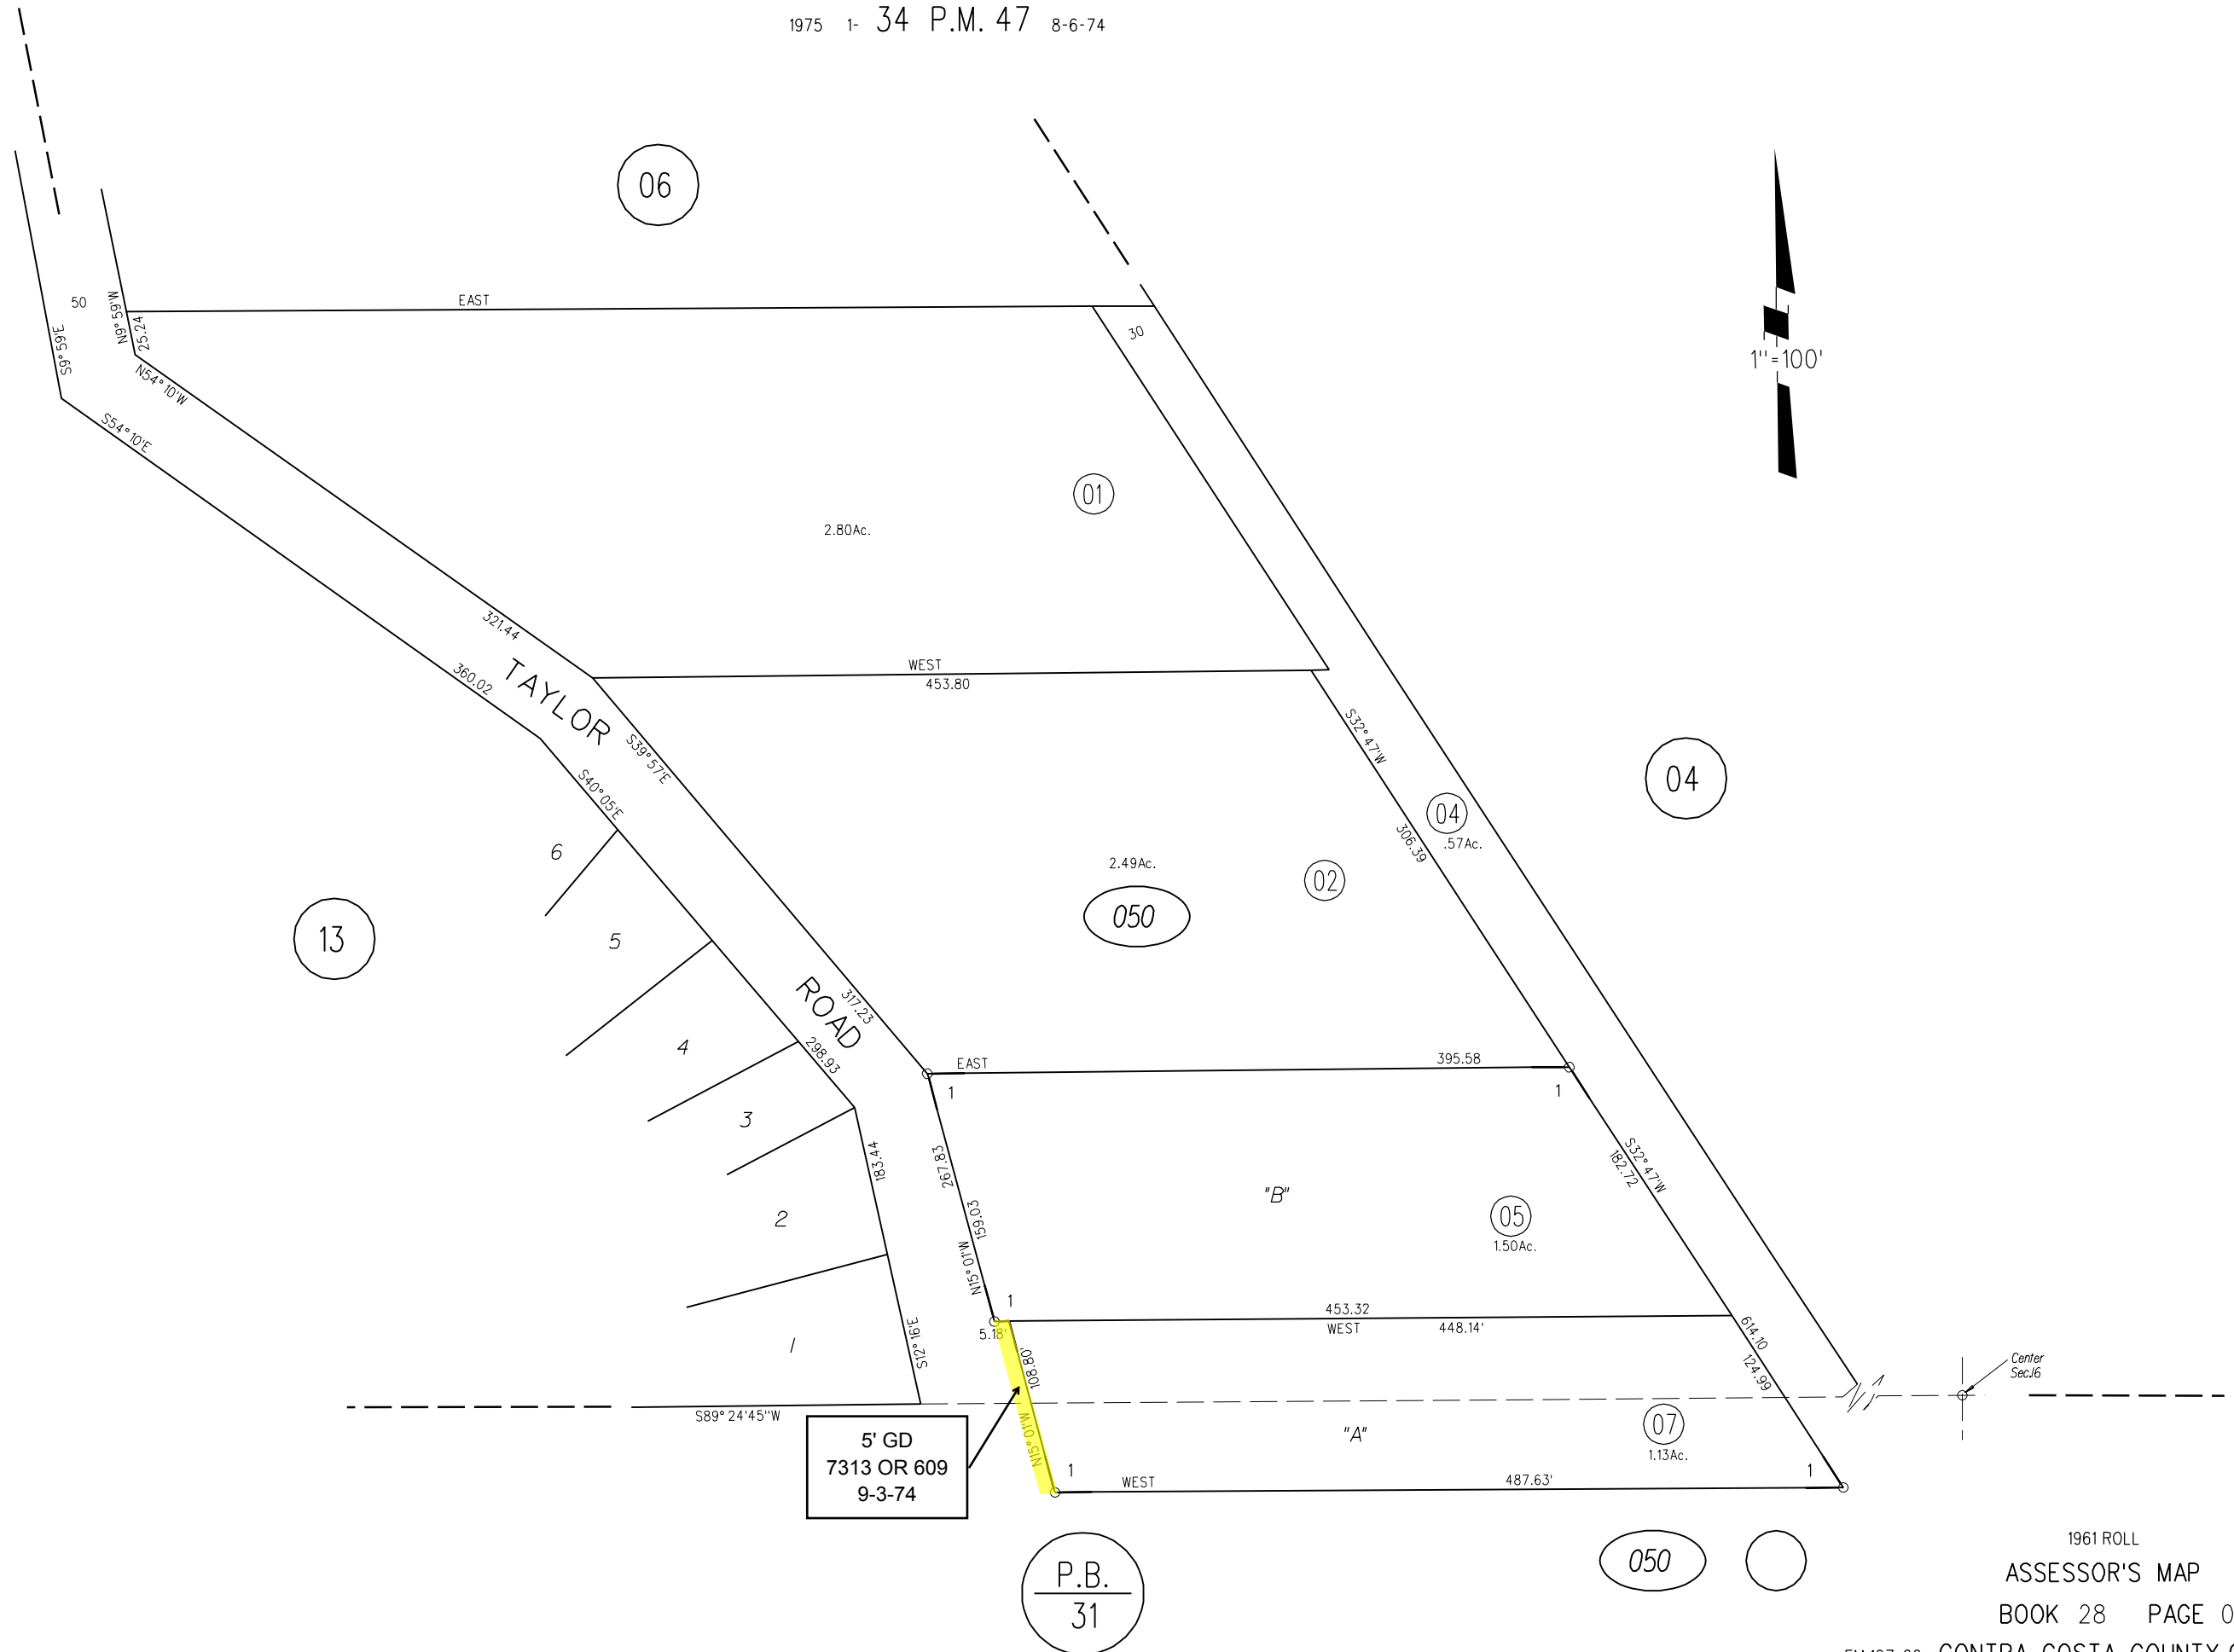 1975 1- 34 P.M. 47 8-6-74
06
50
S9°59'E
N9°59'W
25.24
EAST
30
1"=100'
N54°10'W
S54°10'E
01
2.80Ac.
321.44
360.02
TAYLOR
ROAD
WEST
453.80
S39°57'E
S40°05'E
S32°47'W
306.39
04
.57Ac.
04
2.49Ac.
02
050
13
6
5
4
3
2
1
317.23
298.93
EAST
395.58
1
1
183.44
267.83
159.03
N15°01'W
S32°47'W
182.72
"B"
05
1.50Ac.
1
5.18'
453.32
WEST
448.14'
614.10
124.99
S12°16'E
108.80'
N15°01'W
Center
Sec.16
S89°24'45"W
5' GD
7313 OR 609
9-3-74
"A"
07
1.13Ac.
1
WEST
487.63'
1
P.B.
31
050
1961 ROLL
ASSESSOR'S MAP
BOOK 28 PAGE 0